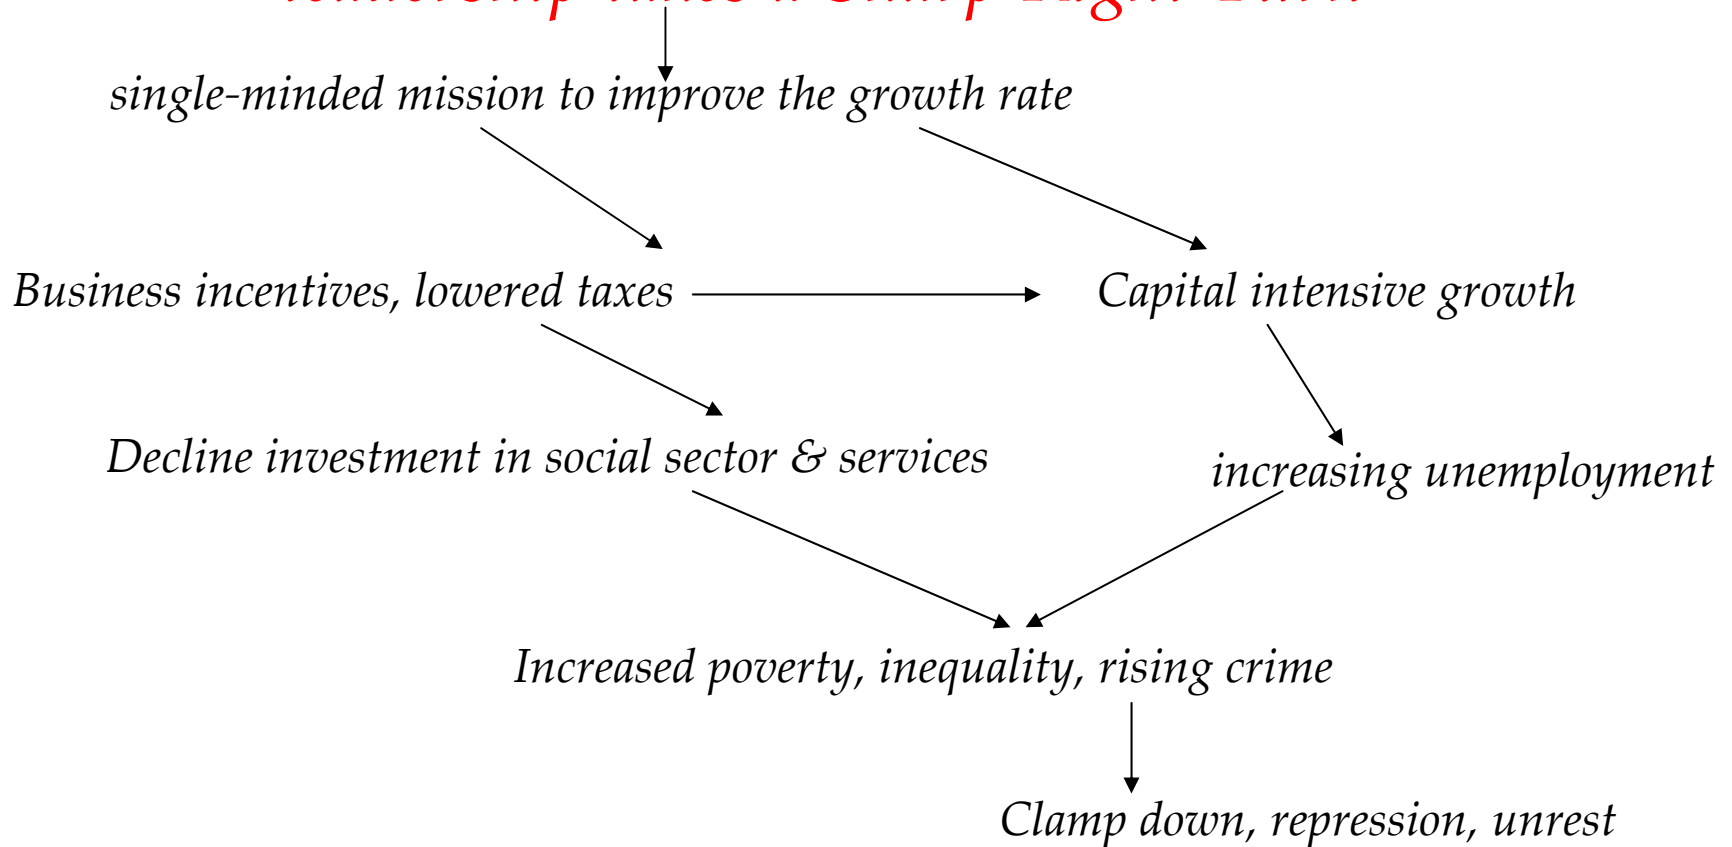 single-minded mission to improve the growth rate
Business incentives, lowered taxes
Capital intensive growth
Decline investment in social sector & services
increasing unemployment
Increased poverty, inequality, rising crime
Clamp down, repression, unrest